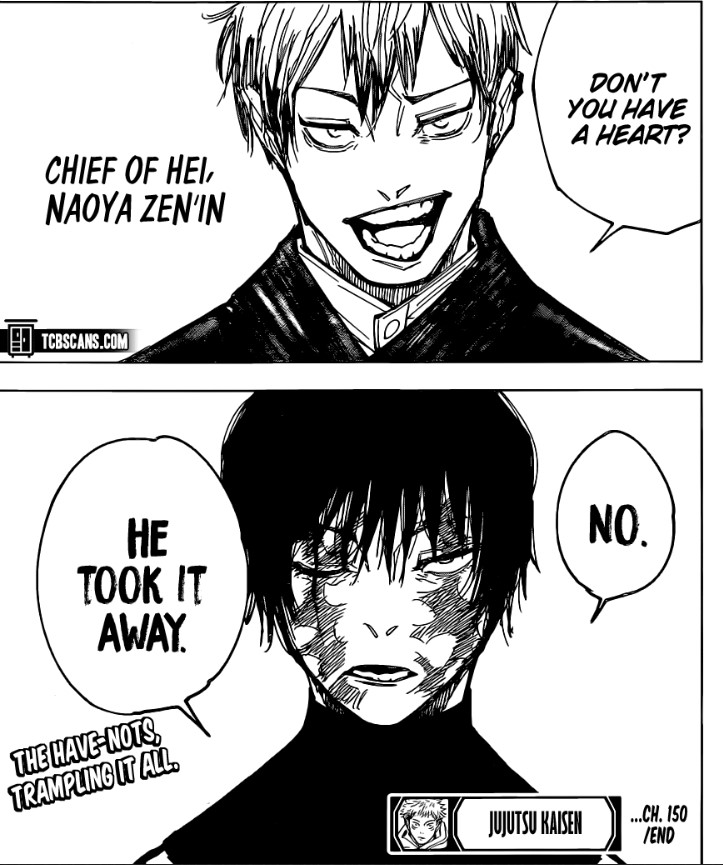 DON'T
YOU HAVE
A HEART?
CHIEF OF HEI,
NAOYA ZEN'IN
TCBSCANS.COM
NO.
HE
TOOK IT
AWAY.
THE HAVE-NOTS,
TRAMPLING IT ALL.
JUJUTSU KAISEN
...CH. 150
/END